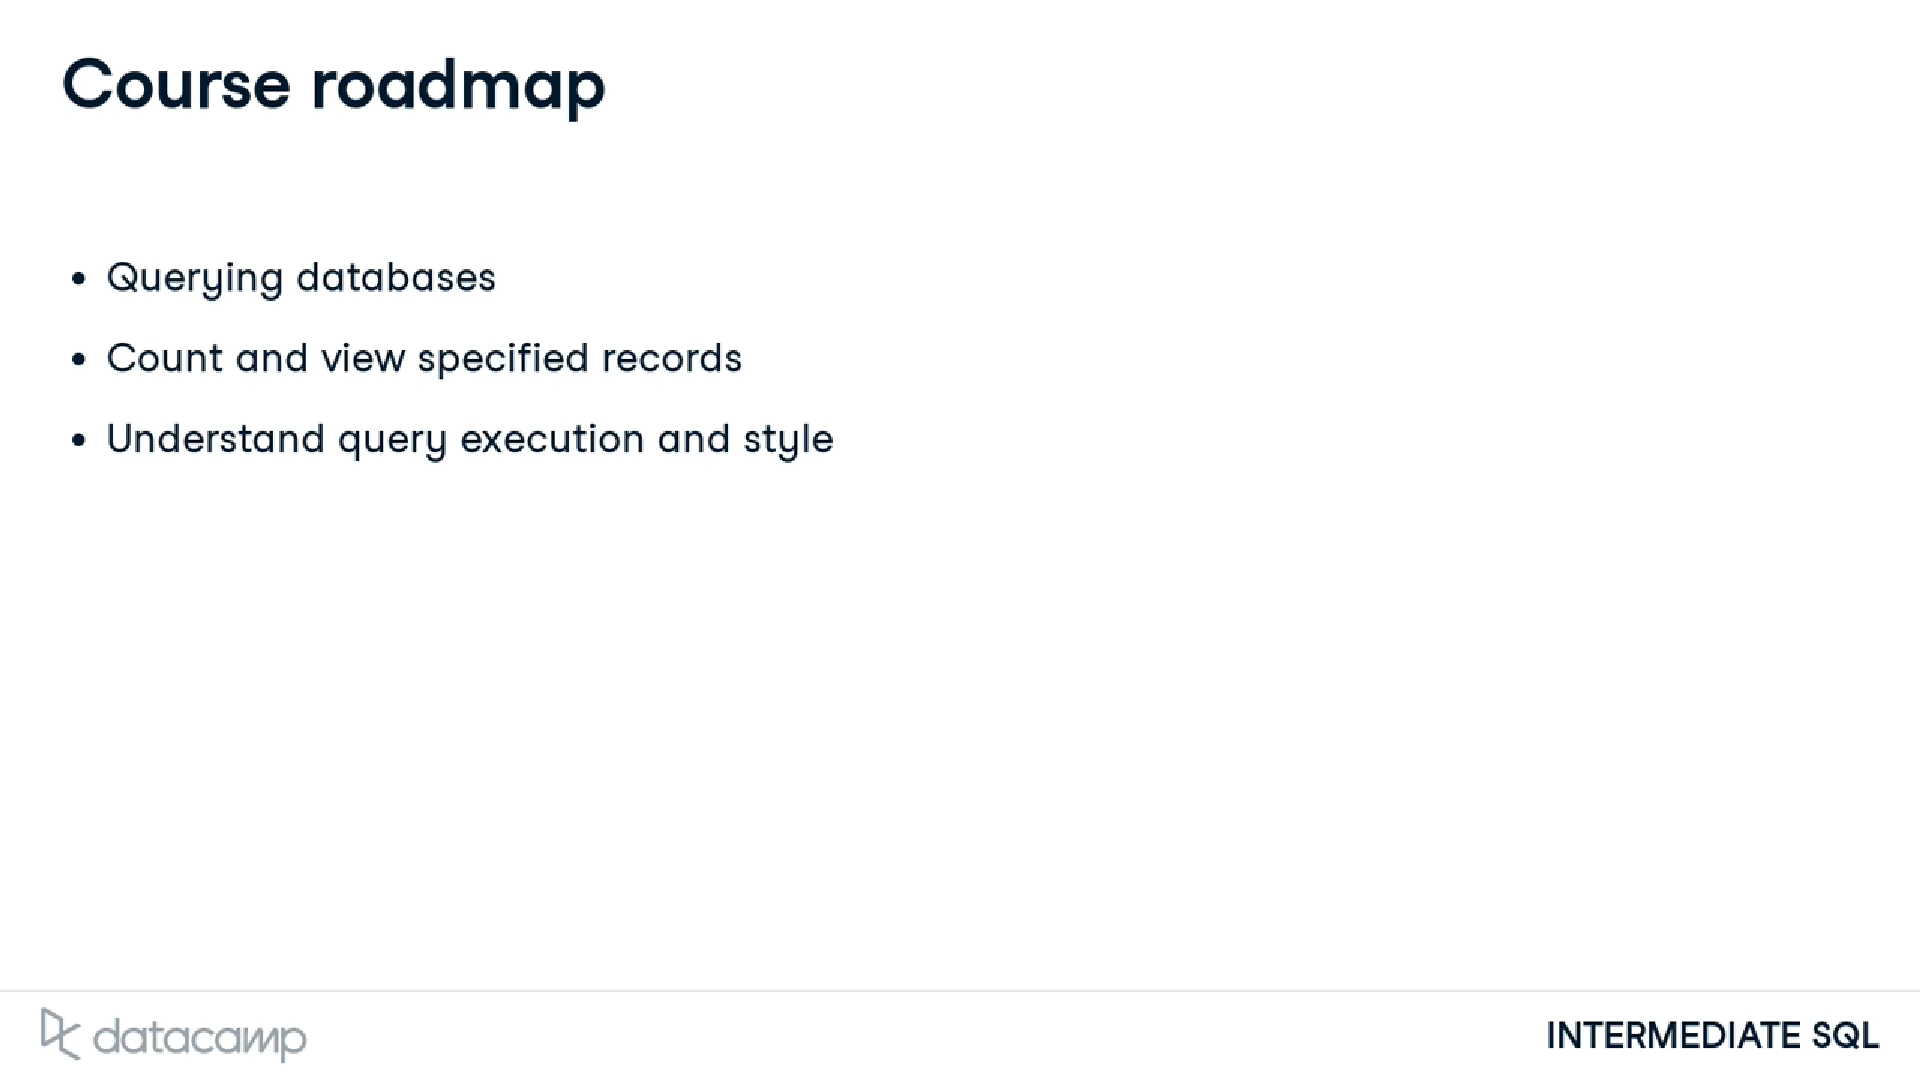 Course roadmap
• Querying databases
• Count and view specified records
• Understand query execution and style
datacamp
INTERMEDIATE SQL